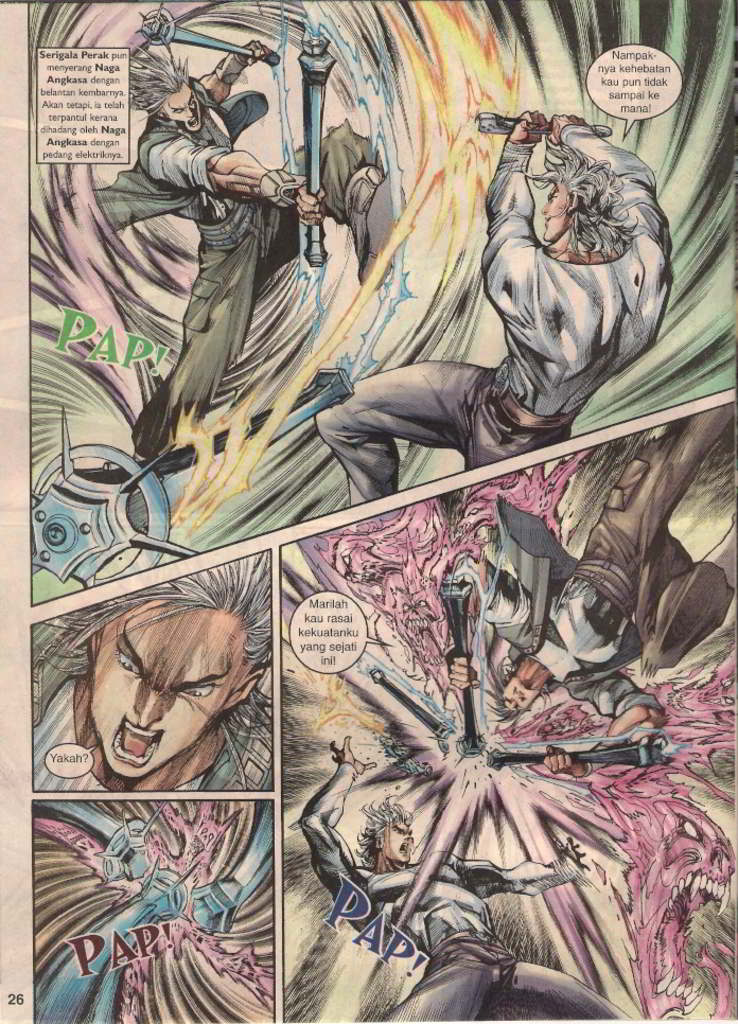 Serigala Perak pun
menyerang Naga
Angkasa dengan
belantan kembarnya.
Akan tetapi, ia telah
terpantul kerana
dihadang oleh Naga
Angkasa dengan
pedang elektriknya.
Nampak-
nya kehebatan
kau pun tidak
sampai ke
mana!
PAP!
Yakah?
Marilah
kau rasai
kekuatanku
yang sejati
ini!
PAP!
PAP!
26